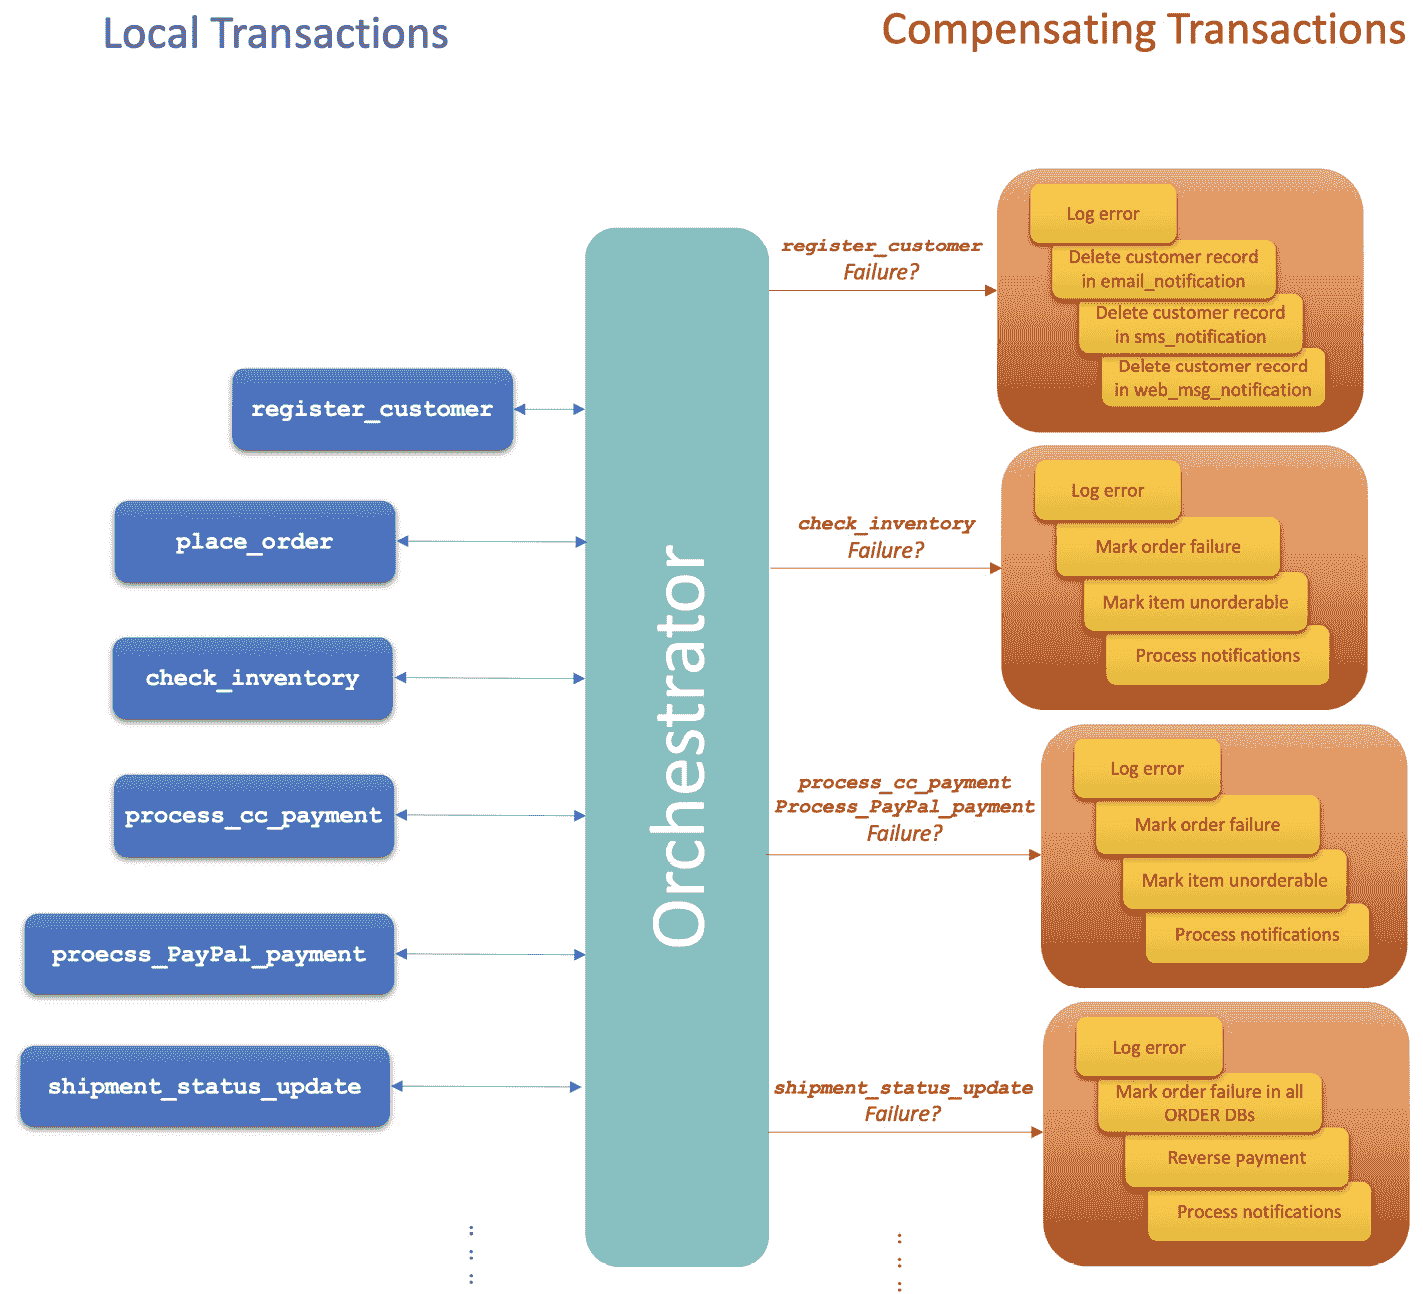 Local Transactions
Compensating Transactions
register_customer
place_order
check_inventory
process_cc_payment
proecss_PayPal_payment
shipment_status_update
Orchestrator
register_customer
Failure?
Log error
Delete customer record
in email_notification
Delete customer record
in sms_notification
Delete customer record
in web_msg_notification
check_inventory
Failure?
Log error
Mark order failure
Mark item unorderable
Process notifications
process_cc_payment
Process_PayPal_payment
Failure?
Log error
Mark order failure
Mark item unorderable
Process notifications
shipment_status_update
Failure?
Log error
Mark order failure in all
ORDER DBs
Reverse payment
Process notifications